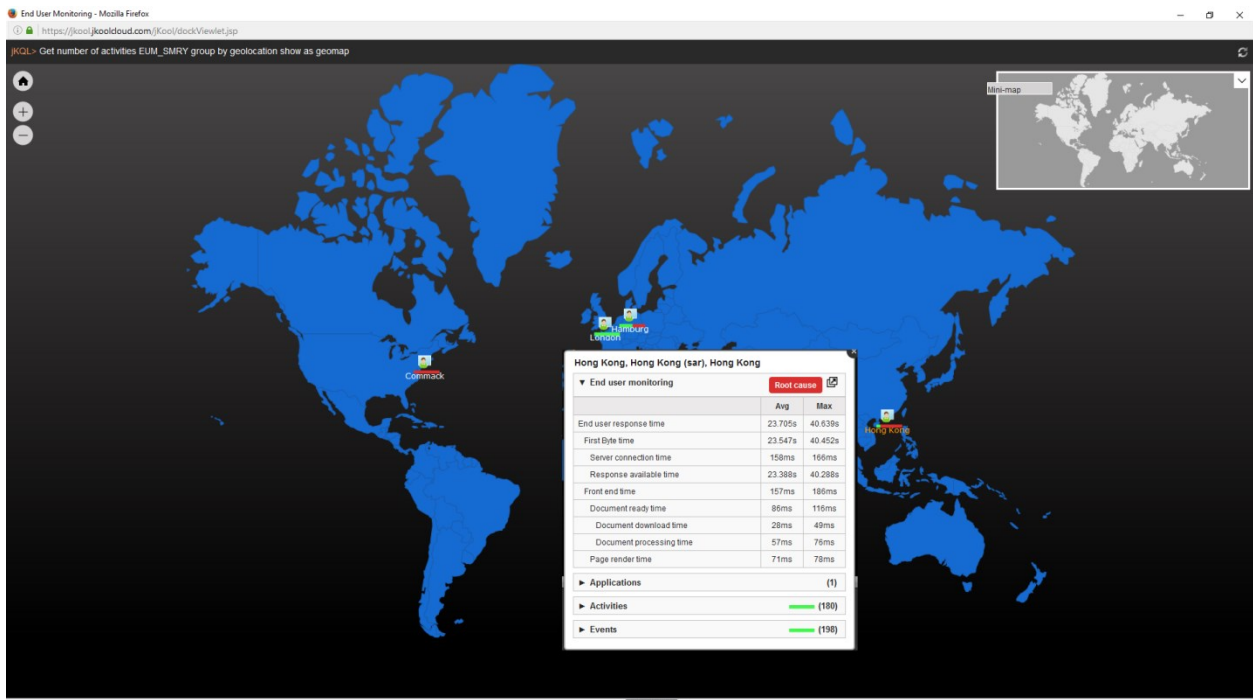 End User Monitoring - Mozilla Firefox
https://jkool.jkoolcloud.com/jKool/dockViewlet.jsp
jKQL> Get number of activities EUM_SMRY group by geolocation show as geomap
Mini-map
Hamburg
London
Commack
Hong Kong
Hong Kong, Hong Kong (sar), Hong Kong
▼ End user monitoring Root cause
Avg Max
End user response time 23.705s 40.639s
First Byte time 23.547s 40.452s
Server connection time 158ms 166ms
Response available time 23.388s 40.288s
Front end time 157ms 186ms
Document ready time 86ms 116ms
Document download time 28ms 49ms
Document processing time 57ms 76ms
Page render time 71ms 78ms
► Applications (1)
► Activities (180)
► Events (198)